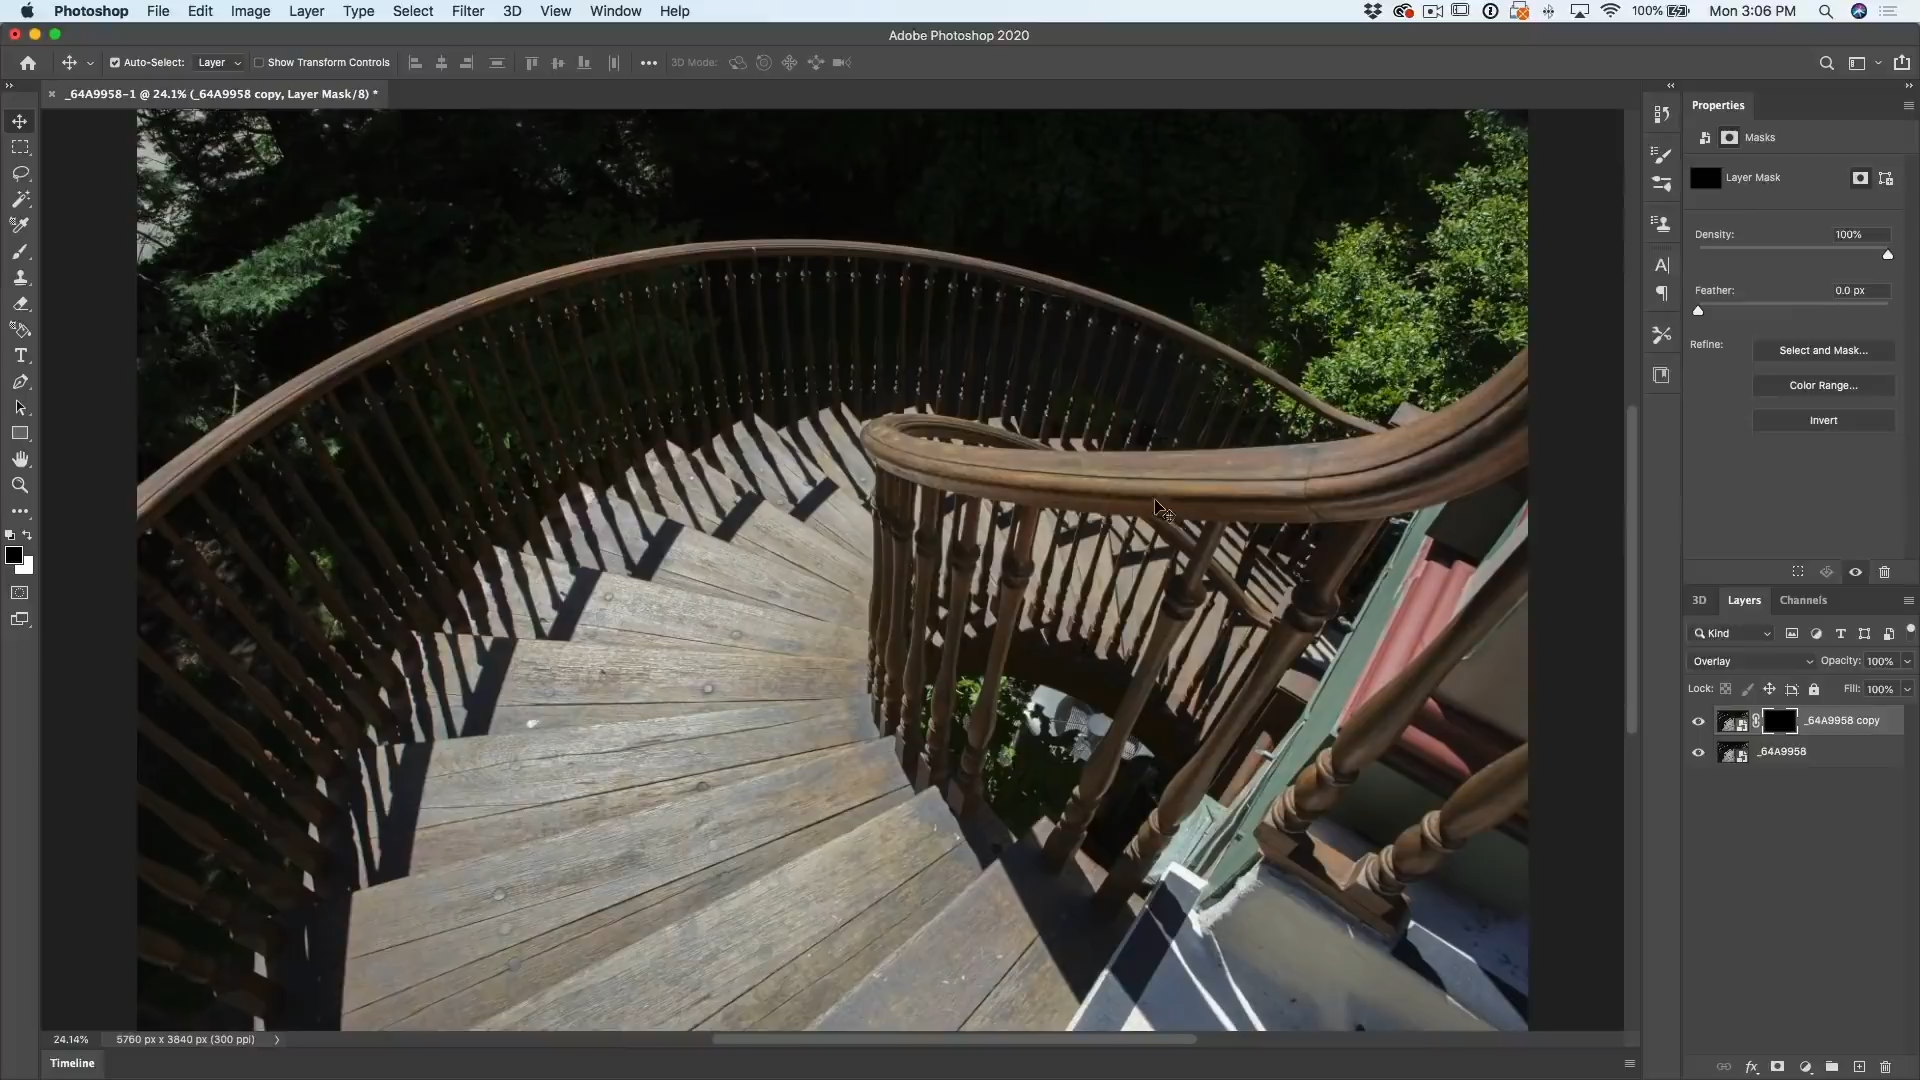 Photoshop File Edit Image Layer Type Select Filter 3D View Window Help 100% Mon 3:06 PM
Adobe Photoshop 2020
Auto-Select: Layer Show Transform Controls 3D Mode:
_64A9958-1 @ 24.1% (_64A9958 copy, Layer Mask/8) *
Properties
Masks
Layer Mask
Density: 100%
Feather: 0.0 px
Refine: Select and Mask...
Color Range...
Invert
3D Layers Channels
Kind
Overlay Opacity: 100%
Lock: Fill: 100%
_64A9958 copy
_64A9958
24.14% 5760 px x 3840 px (300 ppi)
Timeline